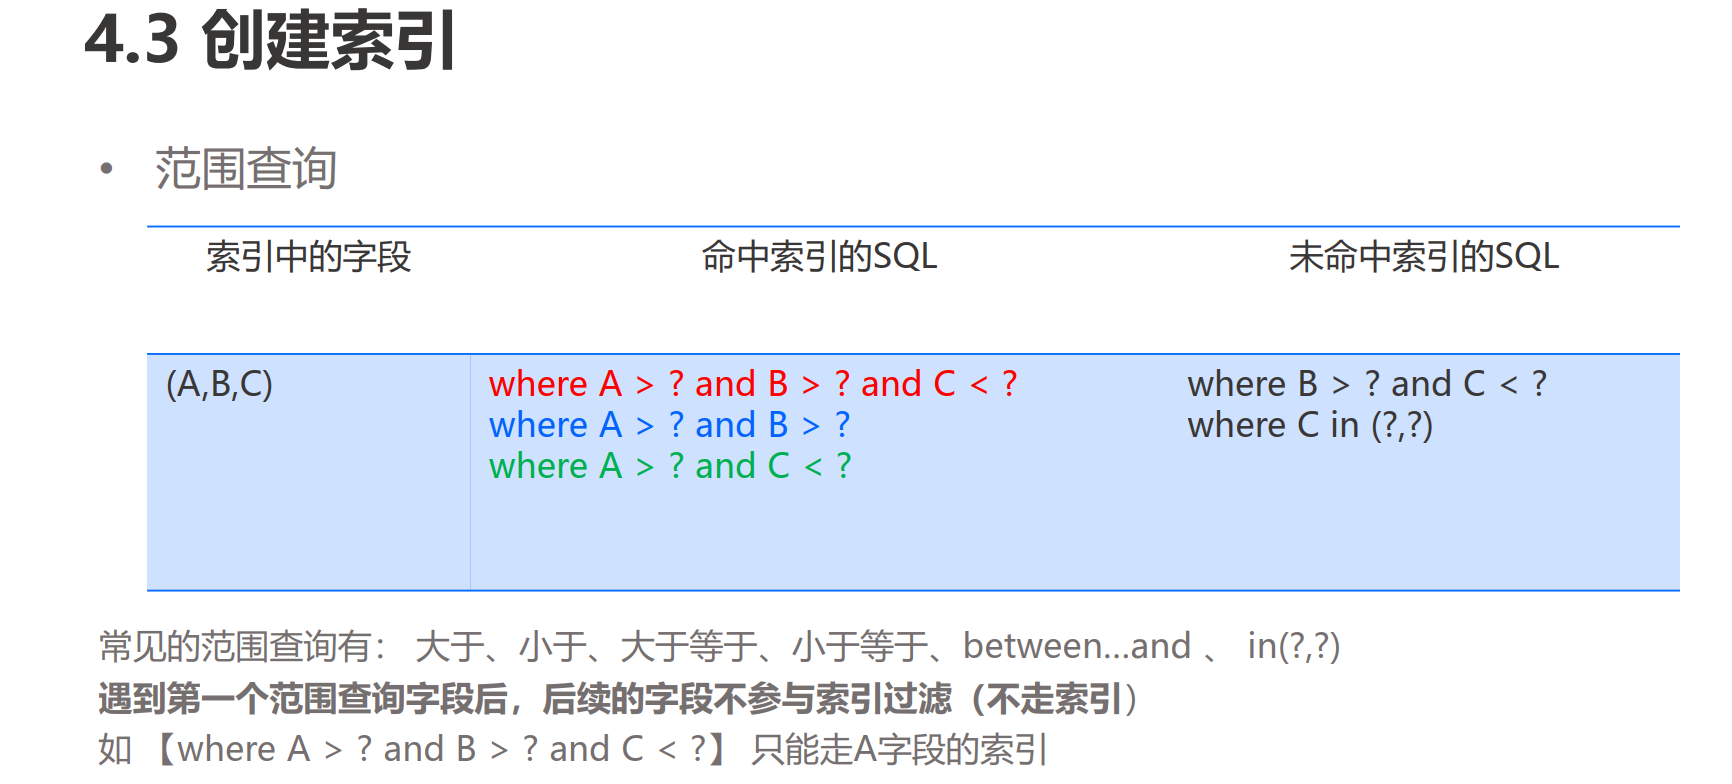 4.3 创建索引
• 范围查询
索引中的字段 命中索引的SQL 未命中索引的SQL
(A,B,C) where A > ? and B > ? and C < ? where B > ? and C < ?
where A > ? and B > ? where C in (?,?)
where A > ? and C < ?
常见的范围查询有： 大于、小于、大于等于、小于等于、between...and 、 in(?,?)
遇到第一个范围查询字段后，后续的字段不参与索引过滤（不走索引）
如 【where A > ? and B > ? and C < ?】 只能走A字段的索引